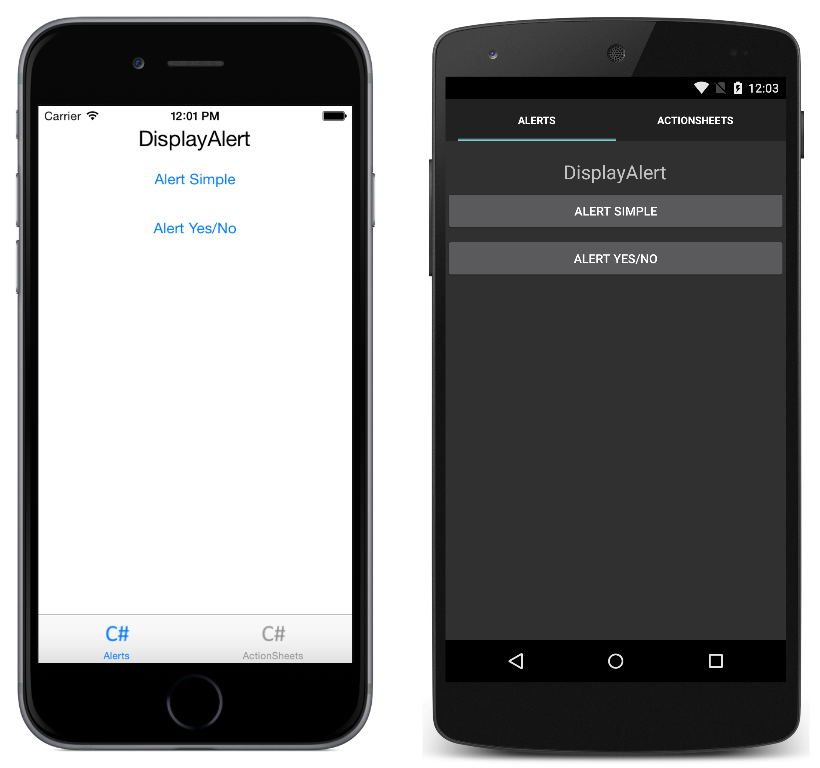 Carrier 12:01 PM
DisplayAlert
Alert Simple
Alert Yes/No
C# C#
Alerts ActionSheets
12:03
ALERTS ACTIONSHEETS
DisplayAlert
ALERT SIMPLE
ALERT YES/NO